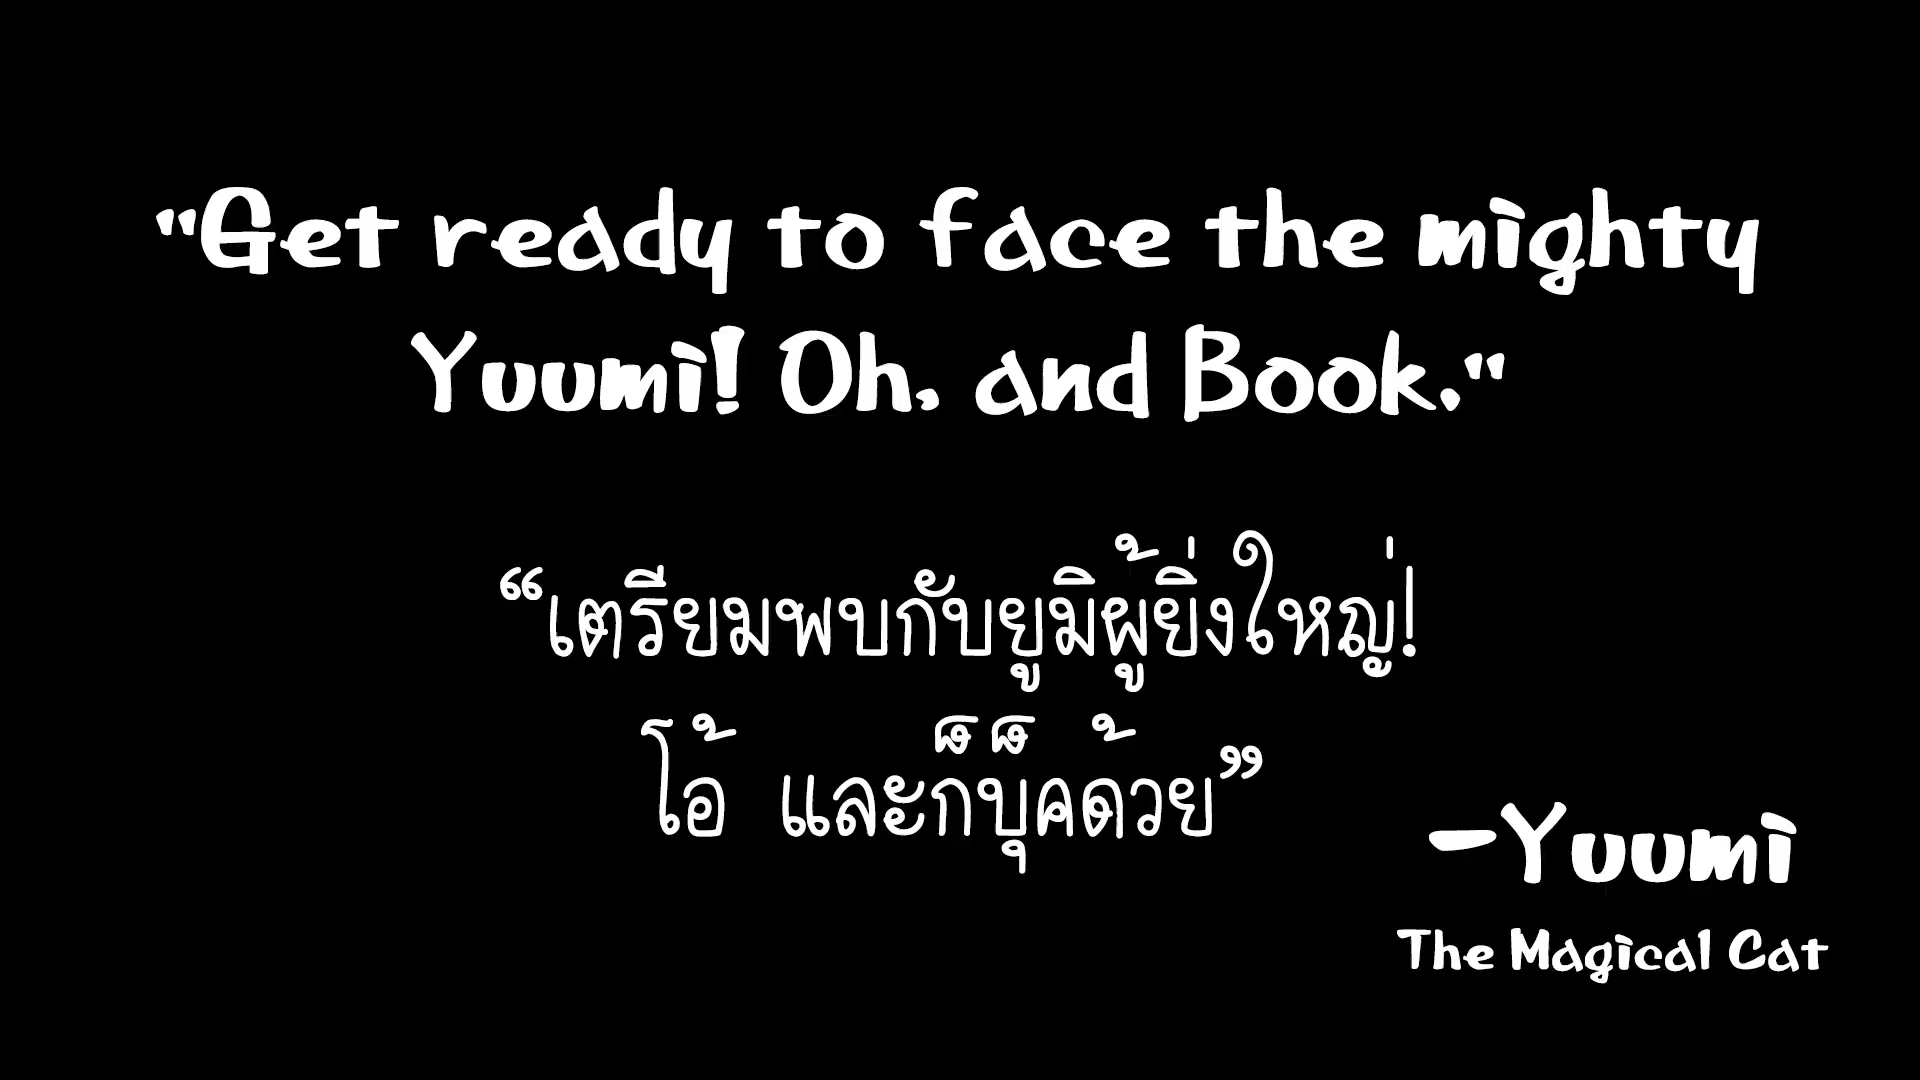 "Get ready to face the mighty
Yuumi! Oh, and Book."
“เตรียมพบกับยูมิผู้ยิ่งใหญ่!
โอ้ และก็บุ็คด้วย”
-Yuumi
The Magical Cat